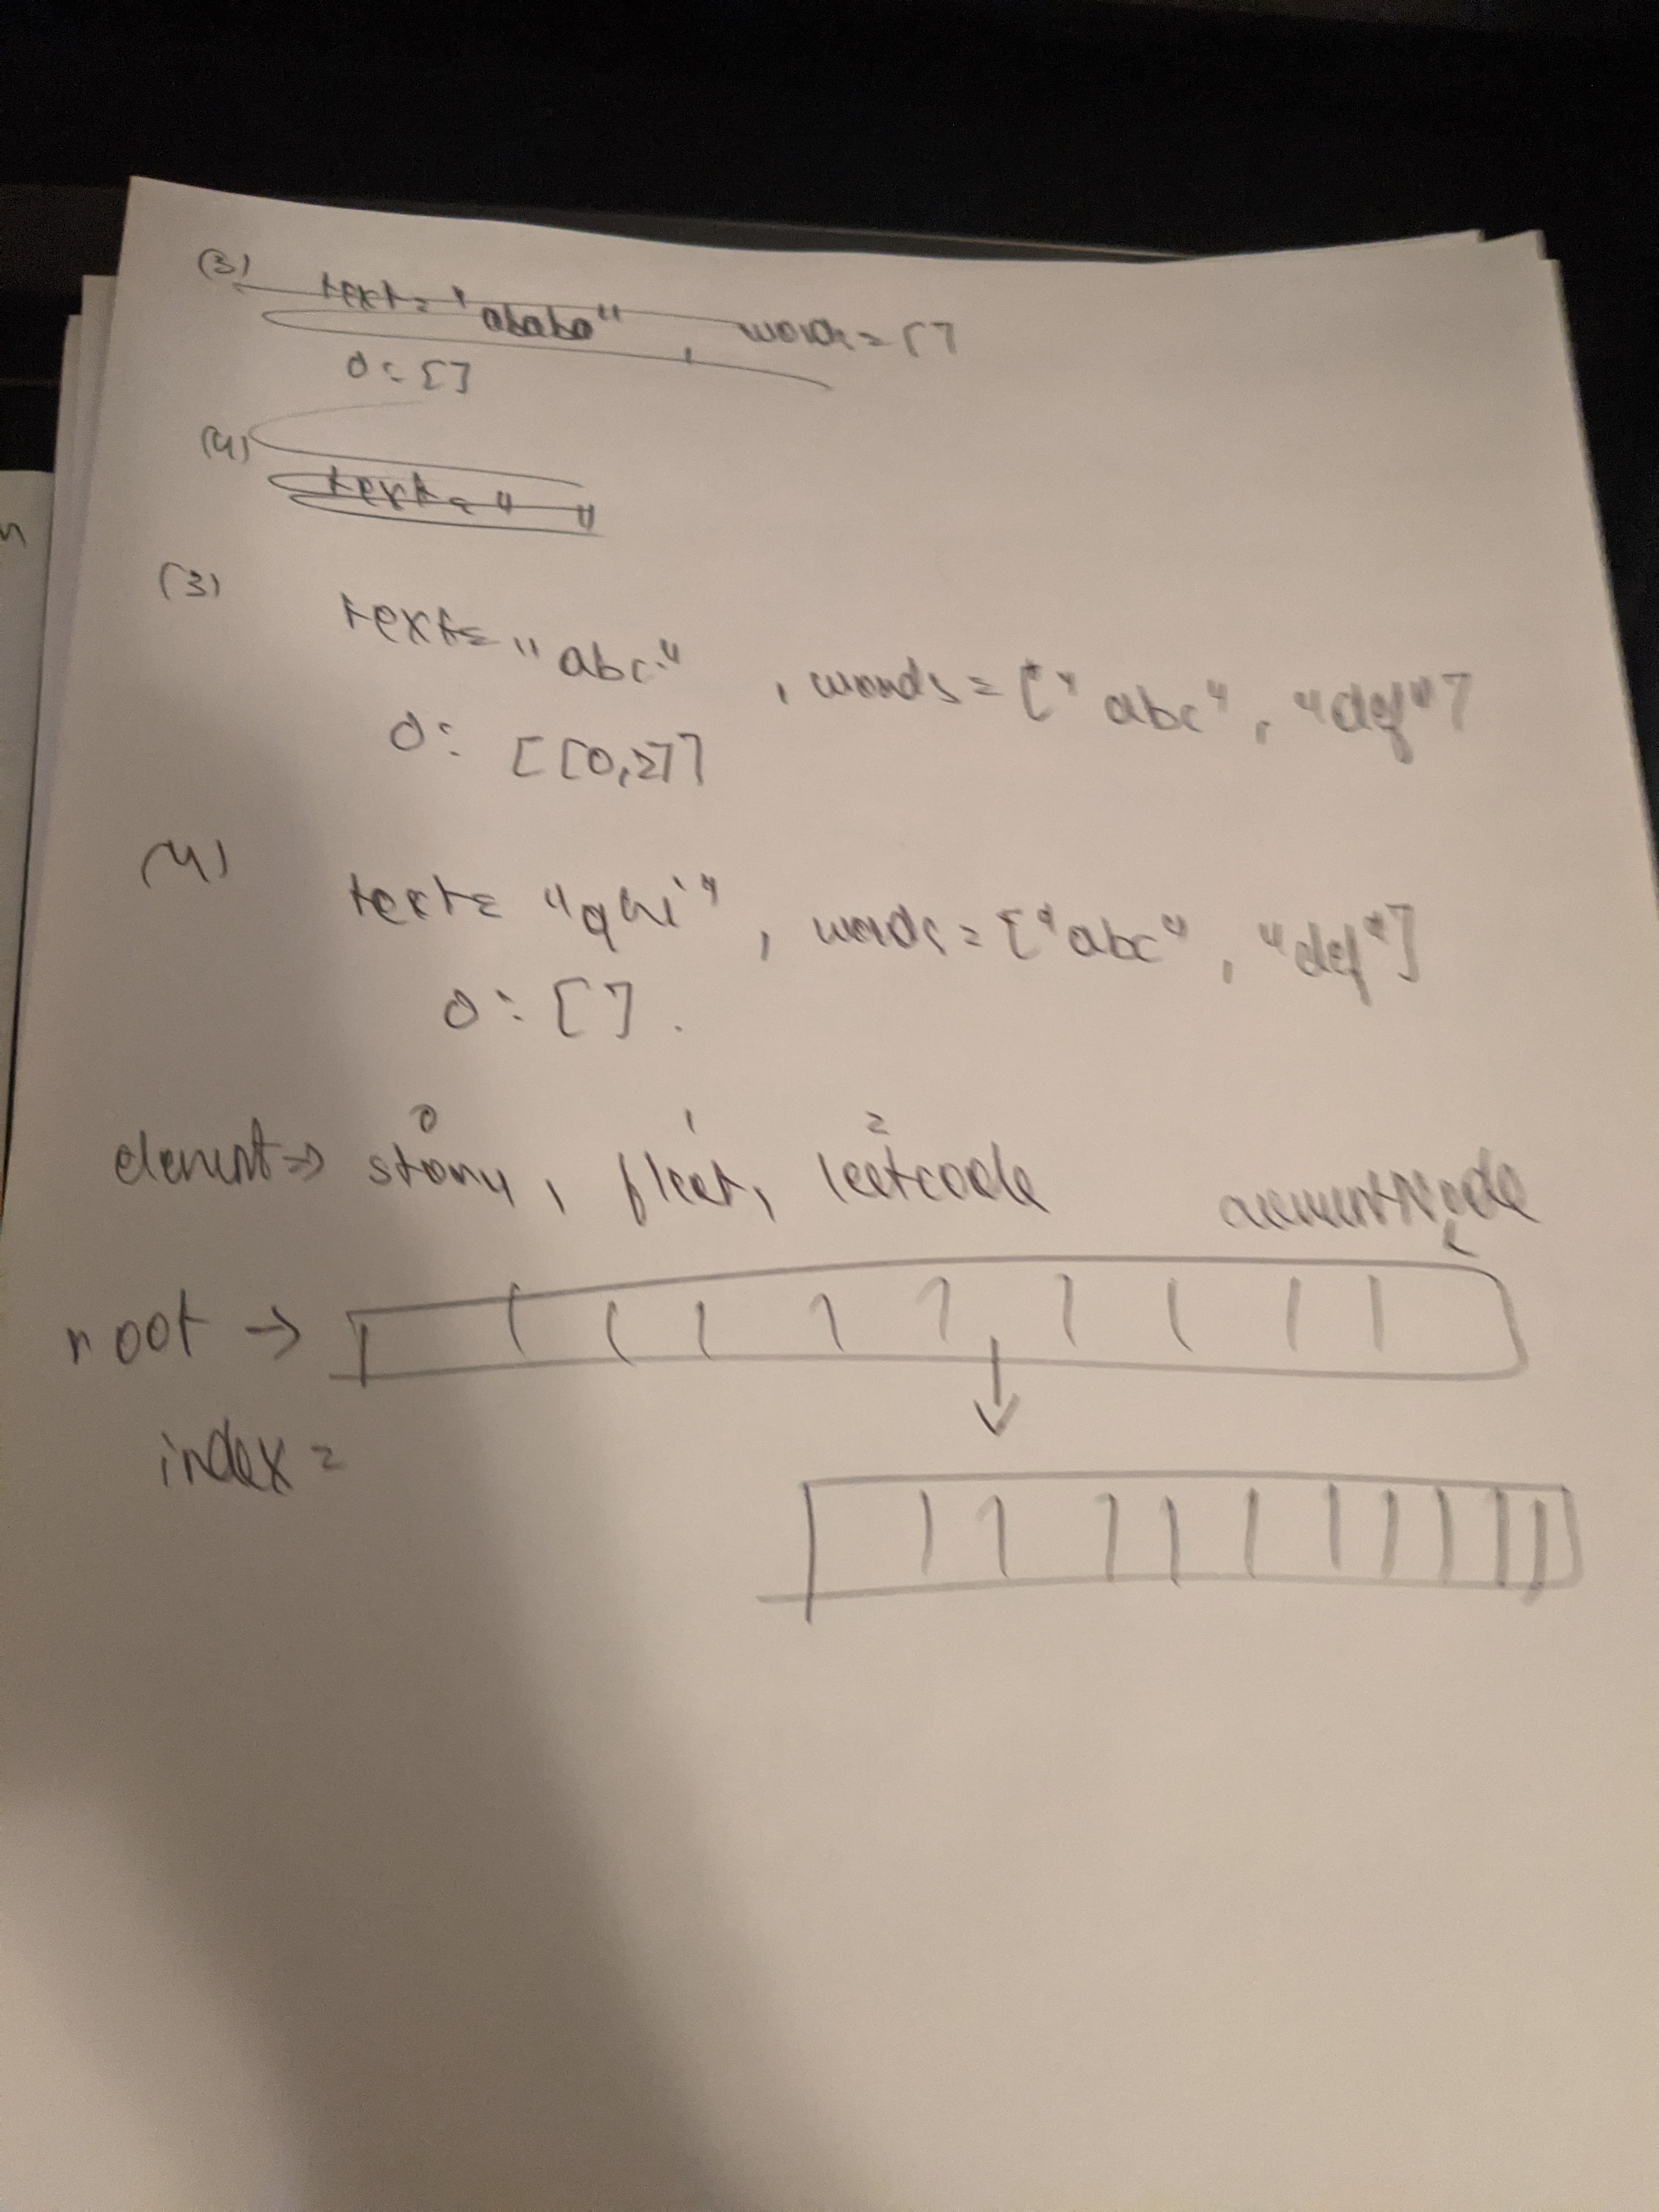 (3) text = "ababa", words = []
O: []
(4)
text = " "
(3)
text = "abc", words = ["abc", "def"]
O: [[0,2]]
(4)
text = "ghi", words = ["abc", "def"]
O: [].
0 1 2
element => story, fleet, leetcode
currentNode
root →
index =
n